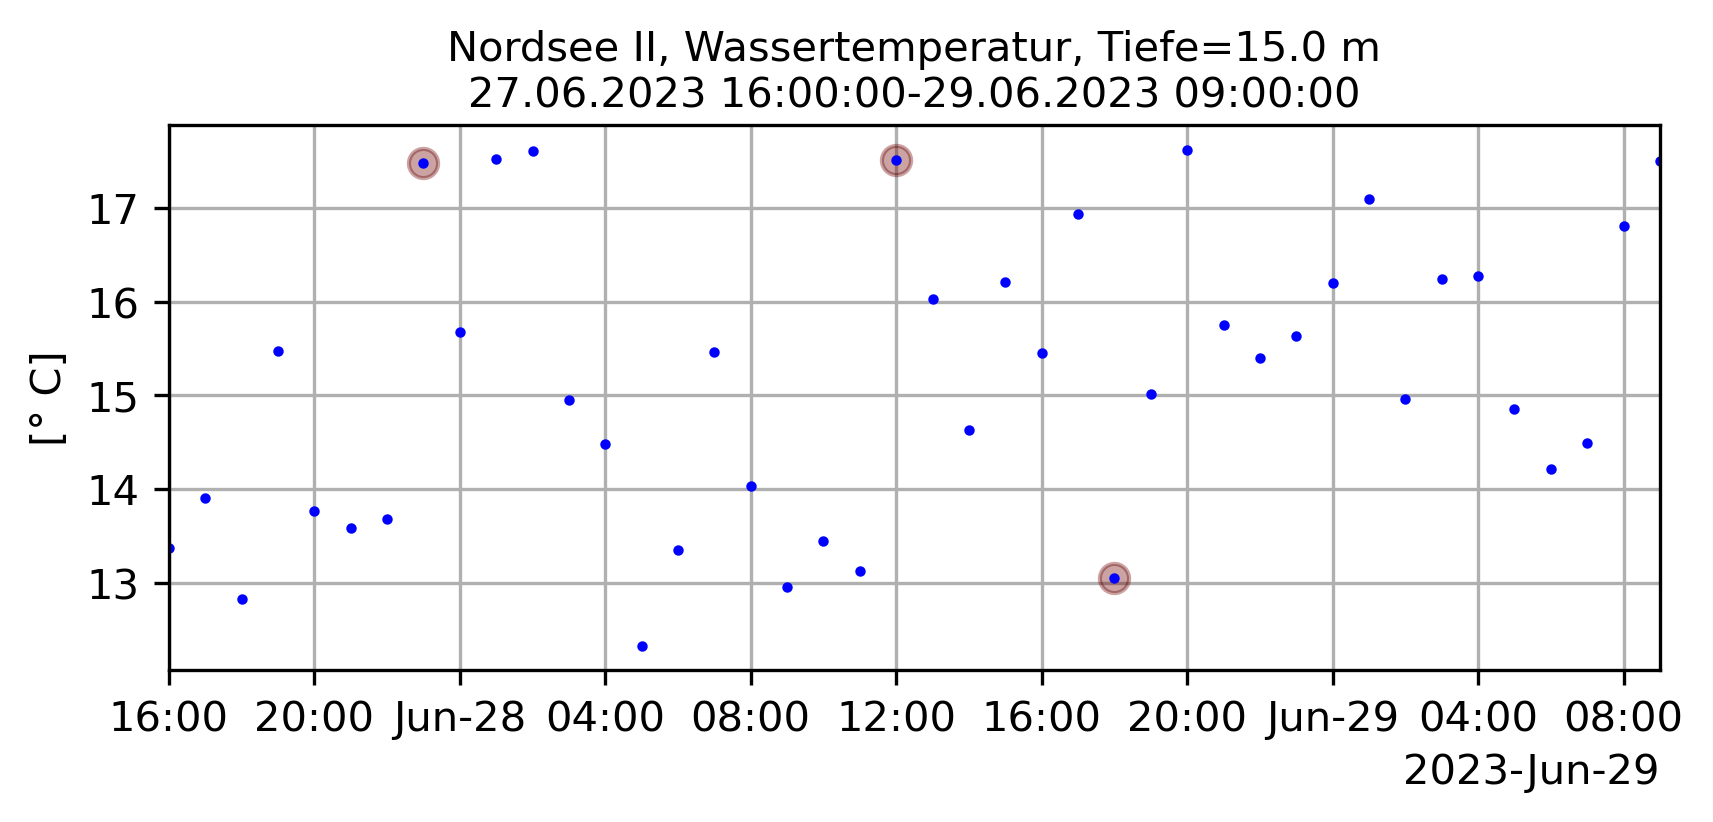 Nordsee II, Wassertemperatur, Tiefe=15.0 m
27.06.2023 16:00:00-29.06.2023 09:00:00
[° C]
17
16
15
14
13
16:00 20:00 Jun-28 04:00 08:00 12:00 16:00 20:00 Jun-29 04:00 08:00
2023-Jun-29